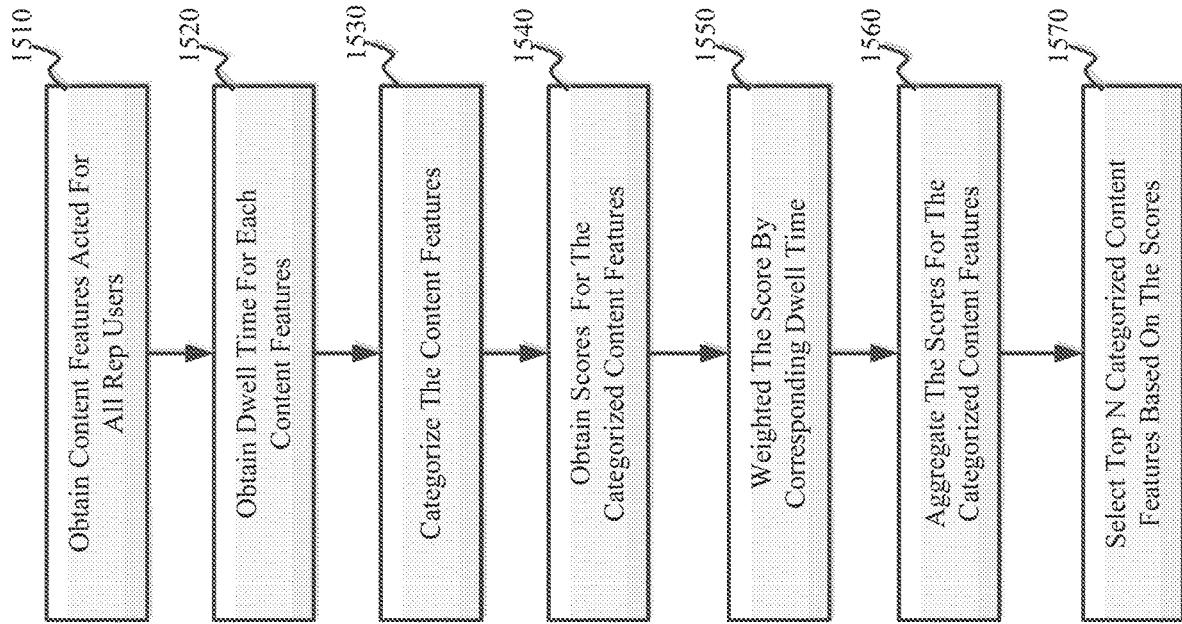 1510
Obtain Content Features Acted For
All Rep Users
1520
Obtain Dwell Time For Each
Content Features
1530
Categorize The Content Features
1540
Obtain Scores For The
Categorized Content Features
1550
Weighted The Score By
Corresponding Dwell Time
1560
Aggregate The Scores For The
Categorized Content Features
1570
Select Top N Categorized Content
Features Based On The Scores